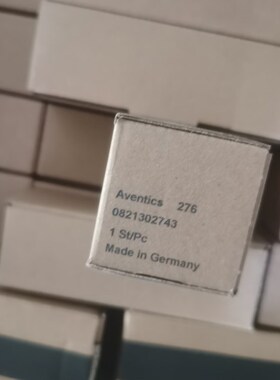 Aventics 276
0821302743
1 St/Pc
Made in Germany